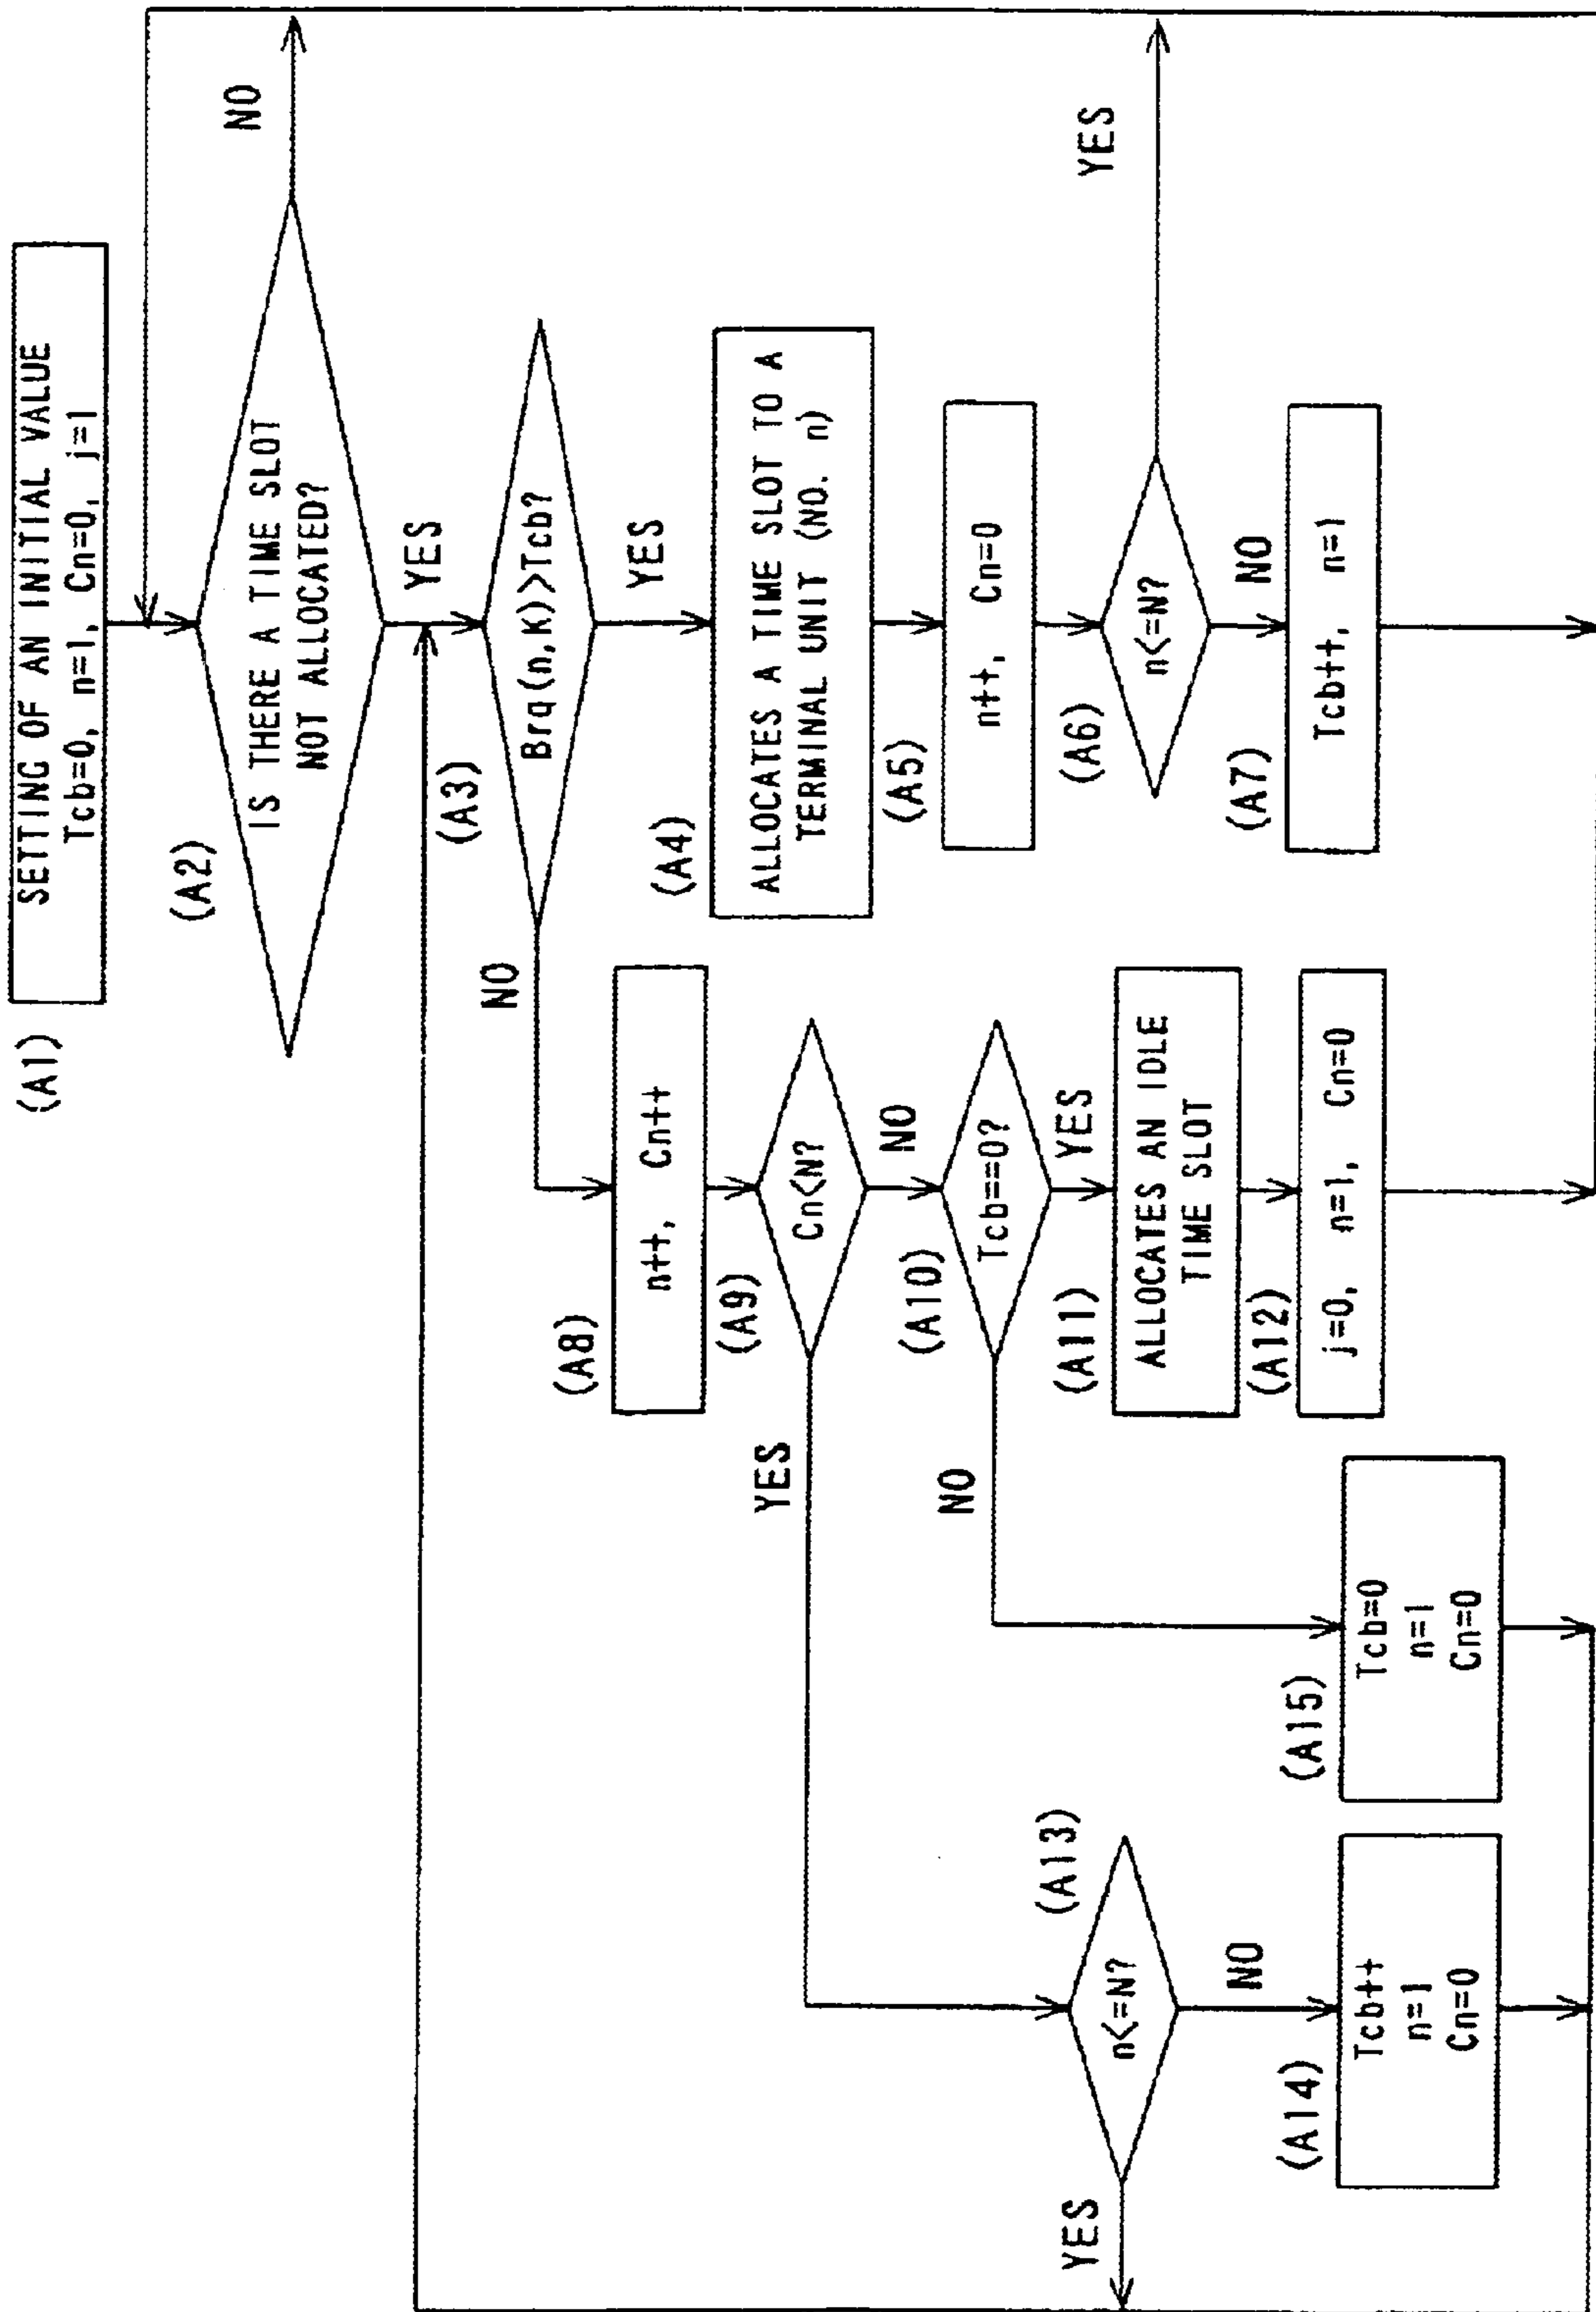 (A1)
SETTING OF AN INITIAL VALUE
Tcb=0, n=1, Cn=0, j=1
(A2)
IS THERE A TIME SLOT
NOT ALLOCATED?
NO
YES
(A3)
Brq(n,K)>Tcb?
NO
YES
(A4)
ALLOCATES A TIME SLOT TO A
TERMINAL UNIT (NO. n)
(A5)
n++, Cn=0
(A6)
n<=N?
YES
NO
(A7)
Tcb++, n=1
(A8)
n++, Cn++
(A9)
Cn<N?
YES
NO
(A10)
Tcb==0?
NO
YES
(A11)
ALLOCATES AN IDLE
TIME SLOT
(A12)
j=0, n=1, Cn=0
(A13)
n<=N?
YES
NO
(A14)
Tcb++
n=1
Cn=0
(A15)
Tcb=0
n=1
Cn=0